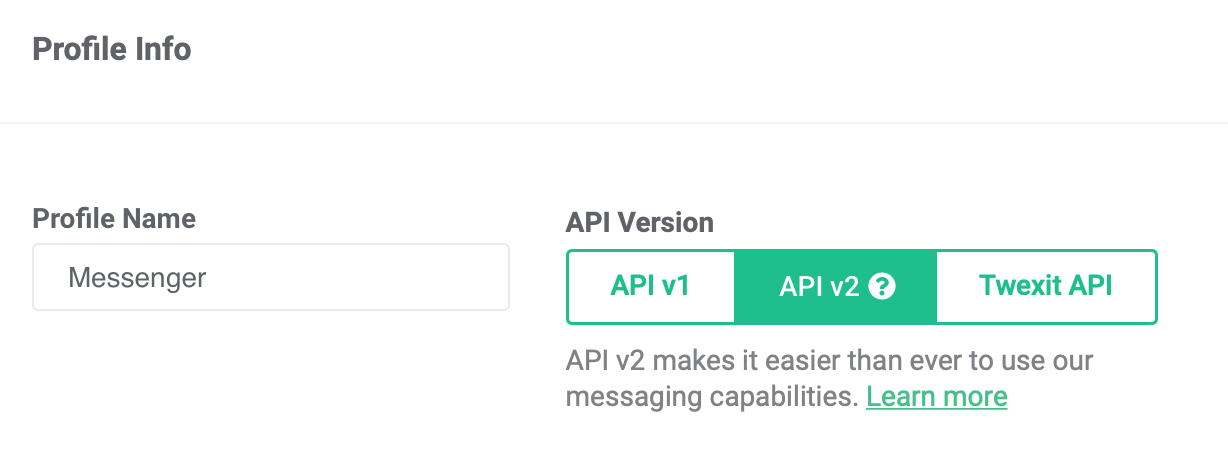 Profile Info
Profile Name
Messenger
API Version
API v1
API v2 ?
Twexit API
API v2 makes it easier than ever to use our
messaging capabilities. Learn more